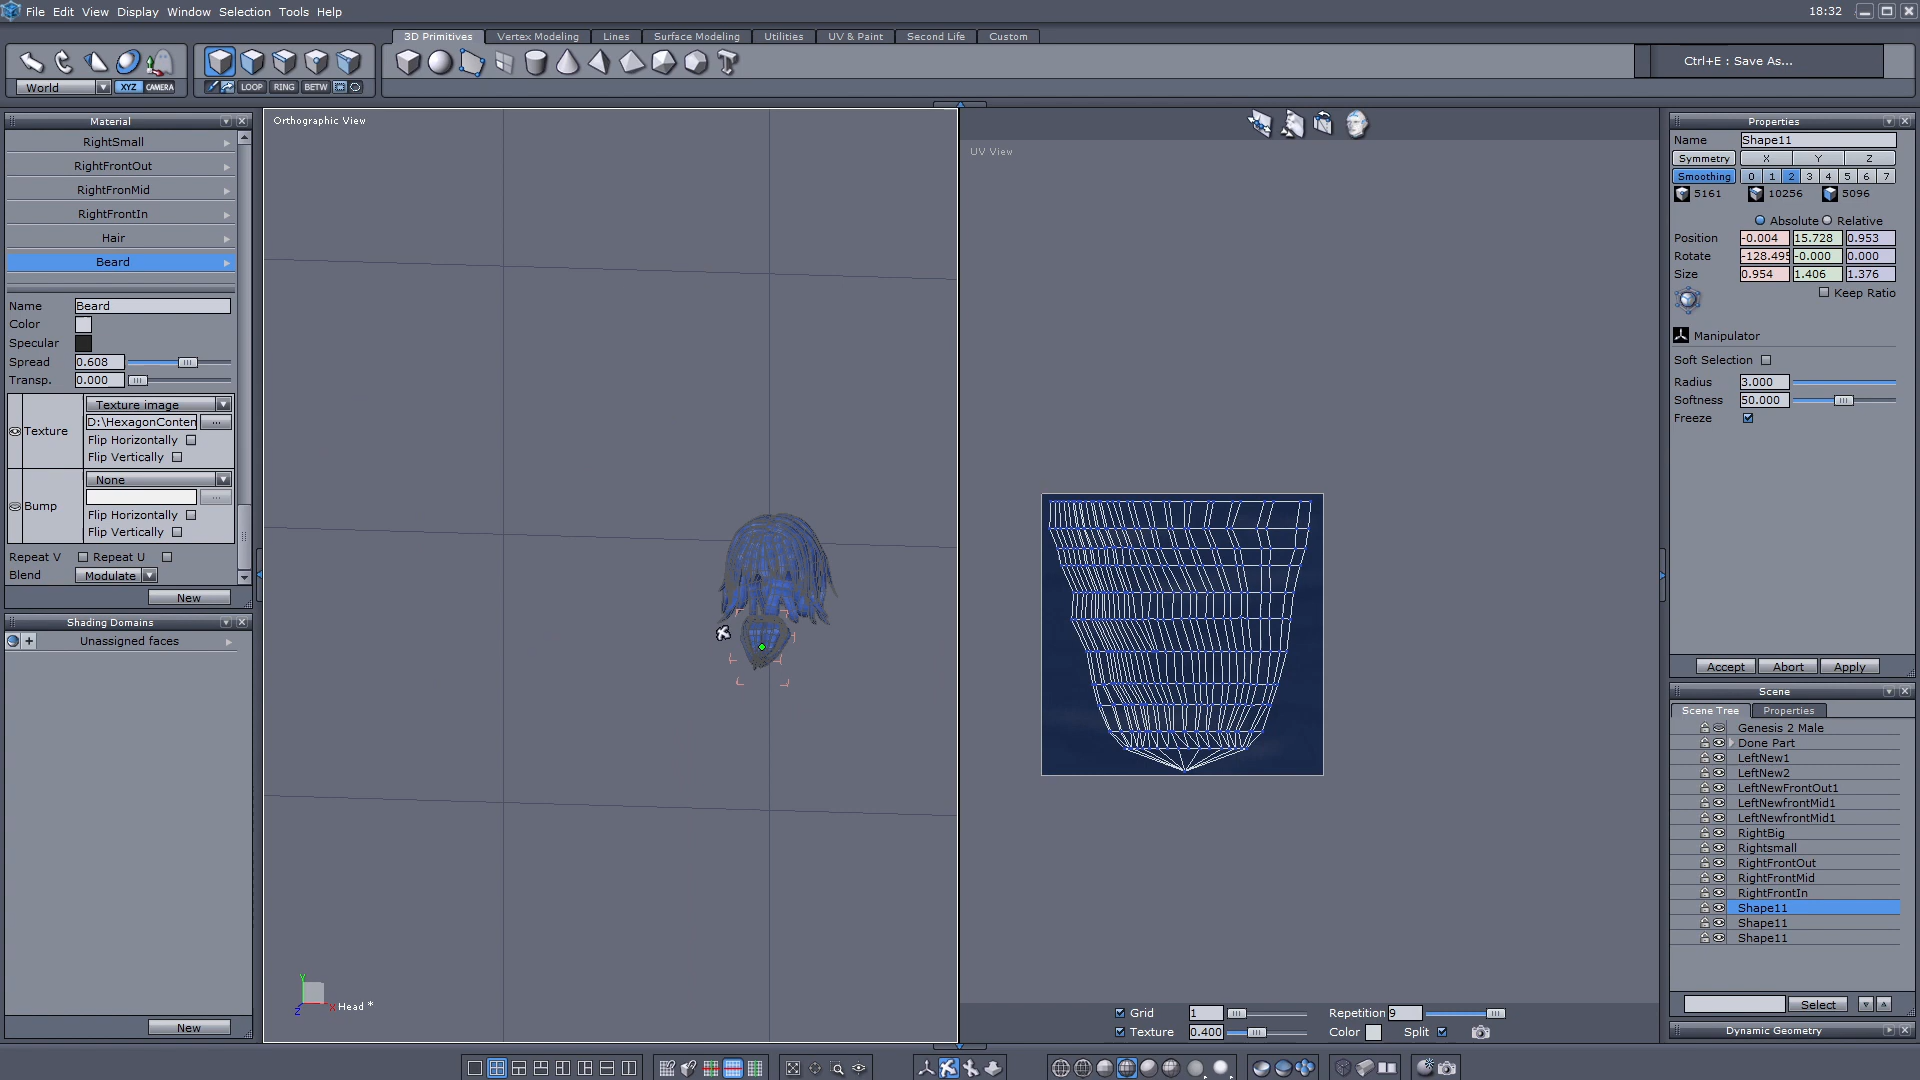 File Edit View Display Window Selection Tools Help
18:32
3D Primitives Vertex Modeling Lines Surface Modeling Utilities UV & Paint Second Life Custom
Ctrl+E : Save As...
World XYZ CAMERA LOOP RING BETW
Material
RightSmall
RightFrontOut
RightFronMid
RightFrontIn
Hair
Beard
Name Beard
Color
Specular
Spread 0.608
Transp. 0.000
Texture image
Texture D:\HexagonConten ...
Flip Horizontally
Flip Vertically
None
Bump ...
Flip Horizontally
Flip Vertically
Repeat V Repeat U
Blend Modulate
New
Shading Domains
+ Unassigned faces
New
Orthographic View
Y
X
Z
Head *
UV View
Grid 1 Repetition 9
Texture 0.400 Color Split
Properties
Name Shape11
Symmetry X Y Z
Smoothing 0 1 2 3 4 5 6 7
5161 10256 5096
Absolute Relative
Position -0.004 15.728 0.953
Rotate -128.495 -0.000 0.000
Size 0.954 1.406 1.376
Keep Ratio
Manipulator
Soft Selection
Radius 3.000
Softness 50.000
Freeze
Accept Abort Apply
Scene
Scene Tree Properties
Genesis 2 Male
Done Part
LeftNew1
LeftNew2
LeftNewFrontOut1
LeftNewfrontMid1
LeftNewfrontMid1
RightBig
Rightsmall
RightFrontOut
RightFrontMid
RightFrontIn
Shape11
Shape11
Shape11
Select
Dynamic Geometry